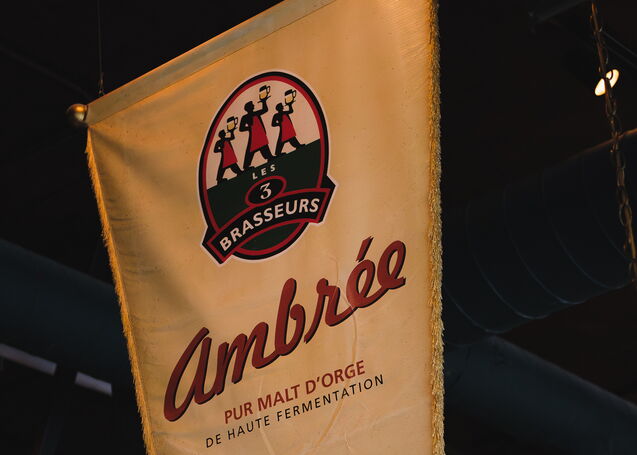 LES
3
BRASSEURS
Ambrée
PUR MALT D'ORGE
DE HAUTE FERMENTATION